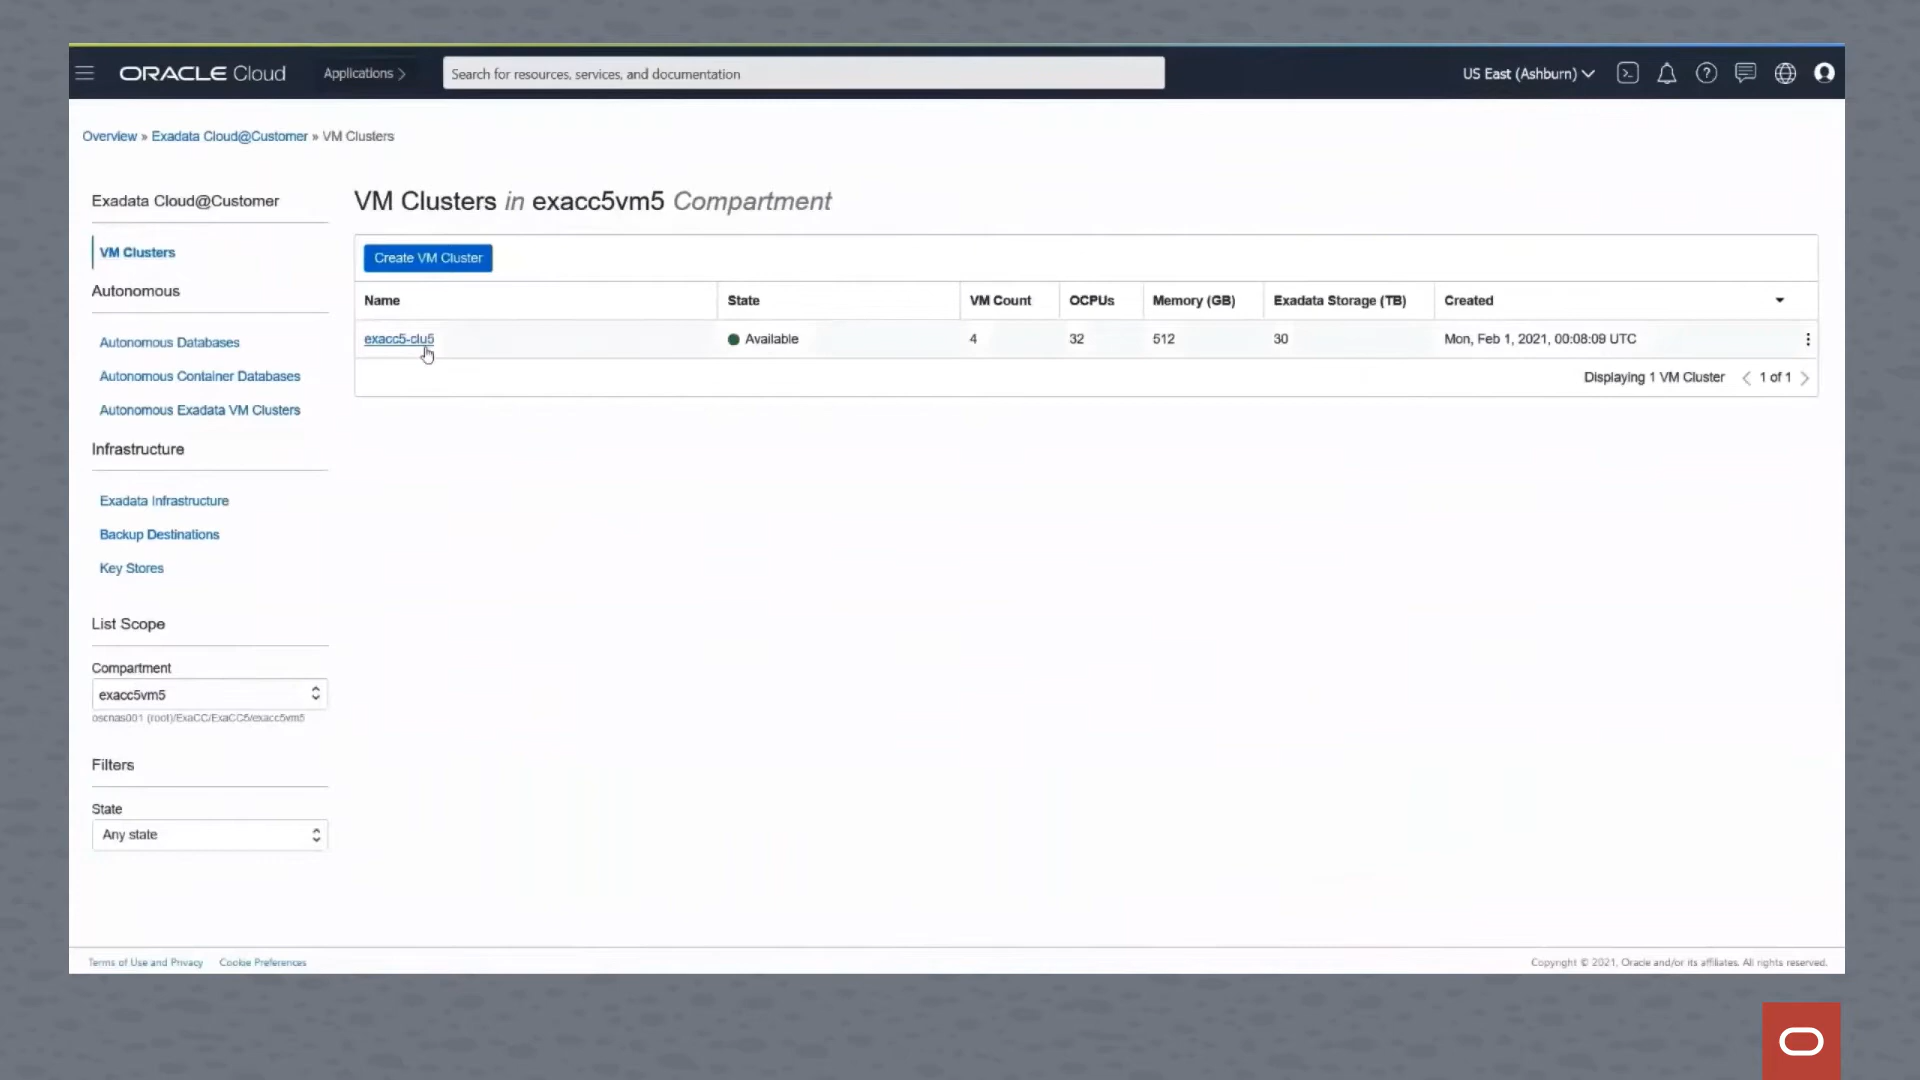 ORACLE Cloud
Applications
Search for resources, services, and documentation
US East (Ashburn)
Overview » Exadata Cloud@Customer » VM Clusters
Exadata Cloud@Customer
VM Clusters
Autonomous
Autonomous Databases
Autonomous Container Databases
Autonomous Exadata VM Clusters
Infrastructure
Exadata Infrastructure
Backup Destinations
Key Stores
List Scope
Compartment
exacc5vm5
oscnas001 (root)/ExaCC/ExaCC5/exacc5vm5
Filters
State
Any state
VM Clusters in exacc5vm5 Compartment
Create VM Cluster
Name State VM Count OCPUs Memory (GB) Exadata Storage (TB) Created
exacc5-clu5 Available 4 32 512 30 Mon, Feb 1, 2021, 00:08:09 UTC
Displaying 1 VM Cluster < 1 of 1 >
Terms of Use and Privacy Cookie Preferences
Copyright © 2021, Oracle and/or its affiliates. All rights reserved.